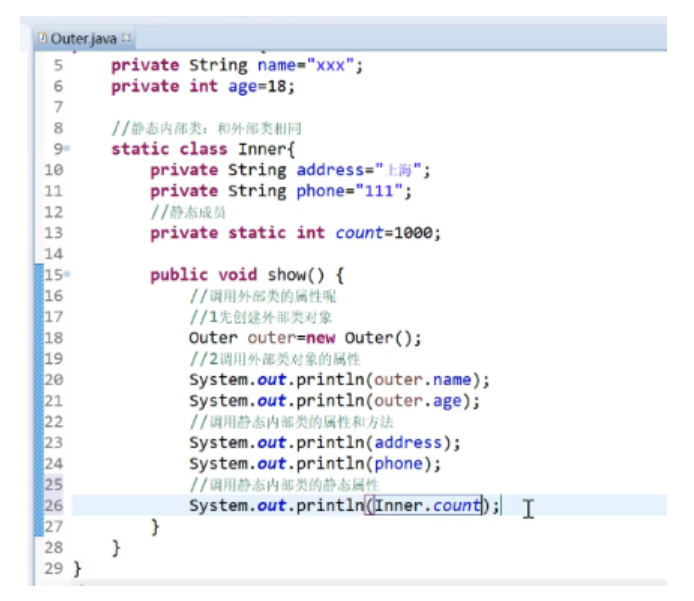 Outer.java
5 private String name="xxx";
6 private int age=18;
7
8 //静态内部类：和外部类相同
9 static class Inner{
10 private String address="上海";
11 private String phone="111";
12 //静态成员
13 private static int count=1000;
14
15 public void show() {
16 //调用外部类的属性呢
17 //1先创建外部类对象
18 Outer outer=new Outer();
19 //2调用外部类对象的属性
20 System.out.println(outer.name);
21 System.out.println(outer.age);
22 //调用静态内部类的属性和方法
23 System.out.println(address);
24 System.out.println(phone);
25 //调用静态内部类的静态属性
26 System.out.println(Inner.count);
27 }
28 }
29 }